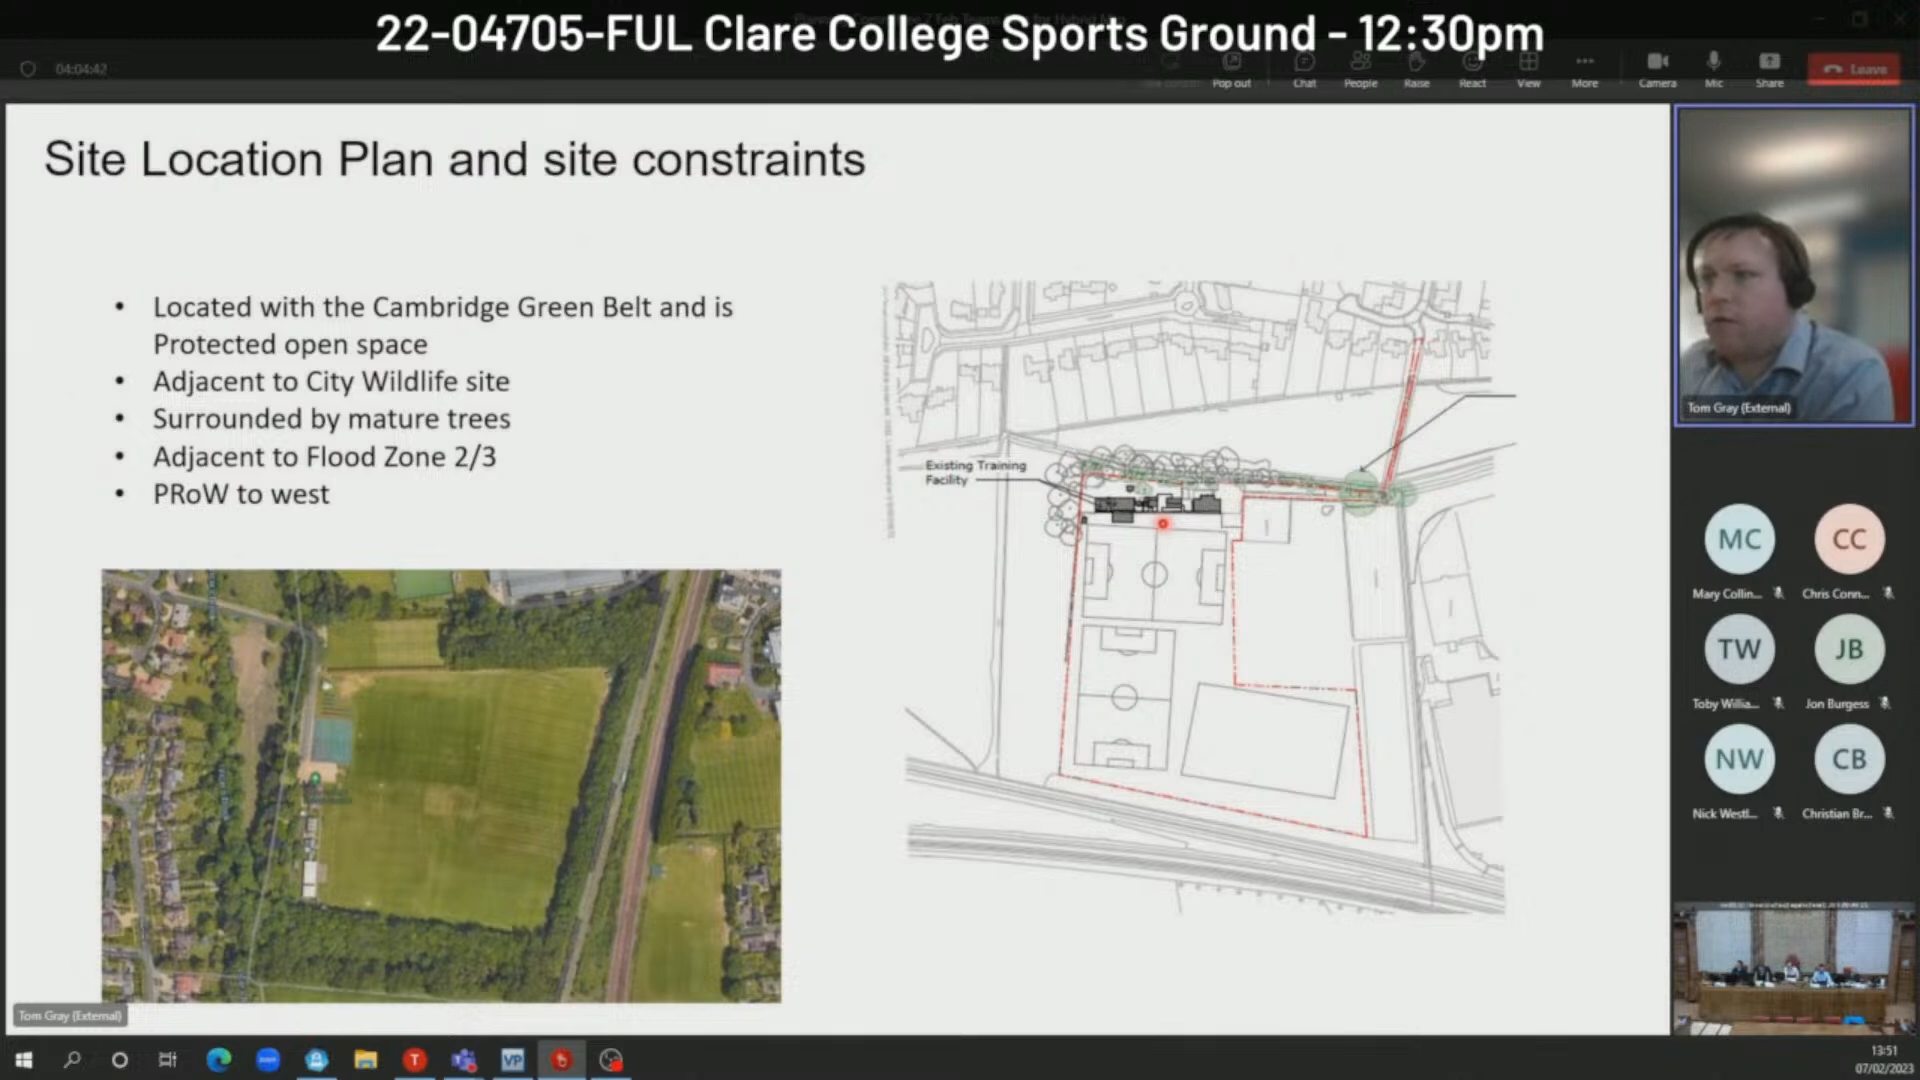 22-04705-FUL Clare College Sports Ground - 12:30pm
04:04:42
Pop out
Chat
People
Raise
React
View
More
Camera
Mic
Share
Leave
Site Location Plan and site constraints
• Located with the Cambridge Green Belt and is
Protected open space
• Adjacent to City Wildlife site
• Surrounded by mature trees
• Adjacent to Flood Zone 2/3
• PRoW to west
Existing Training
Facility
Tom Gray (External)
MC
CC
Mary Collin...
Chris Conn...
TW
JB
Toby Willia...
Jon Burgess
NW
CB
Nick Westl...
Christian Br...
Tom Gray (External)
T
VP
13:51
07/02/2023